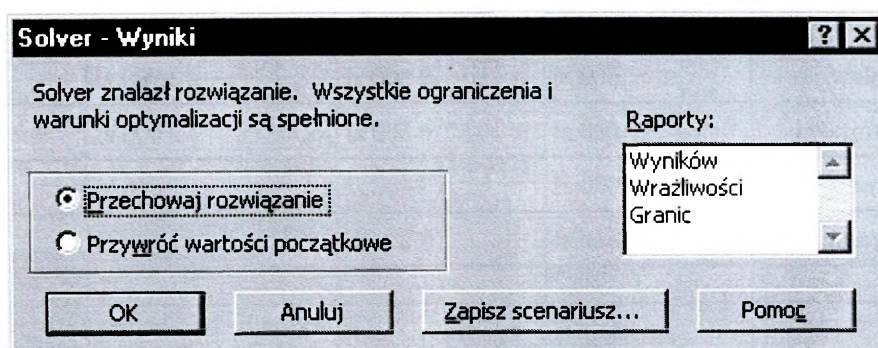 Solver - Wyniki
Solver znalazł rozwiązanie. Wszystkie ograniczenia i
warunki optymalizacji są spełnione.
Raporty:
Wyników
Wrażliwości
Granic
Przechowaj rozwiązanie
Przywróć wartości początkowe
OK
Anuluj
Zapisz scenariusz...
Pomoc